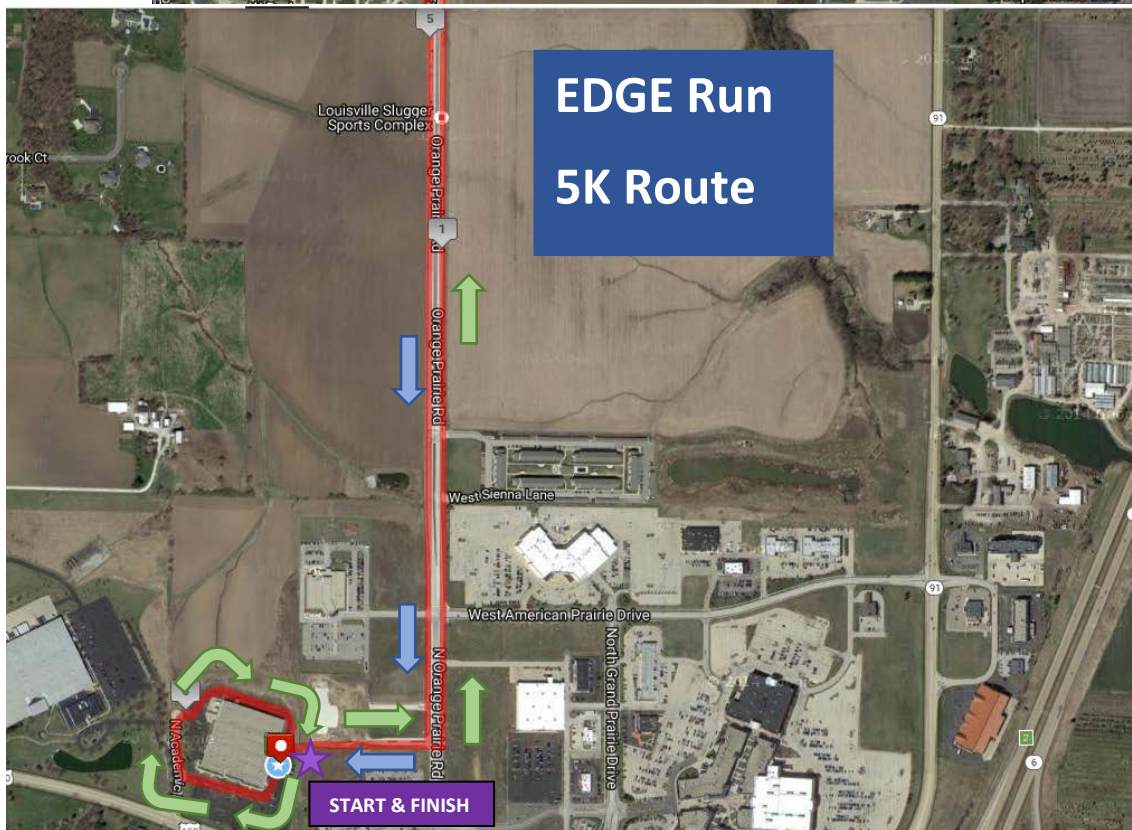 5
EDGE Run
5K Route
Louisville Slugger
Sports Complex
91
rook Ct
Orange Prairie Rd
1
Orange Prairie Rd
West Sienna Lane
91
West American Prairie Drive
North Grand Prairie Drive
N Orange Prairie Rd
N Academic
2
6
START & FINISH